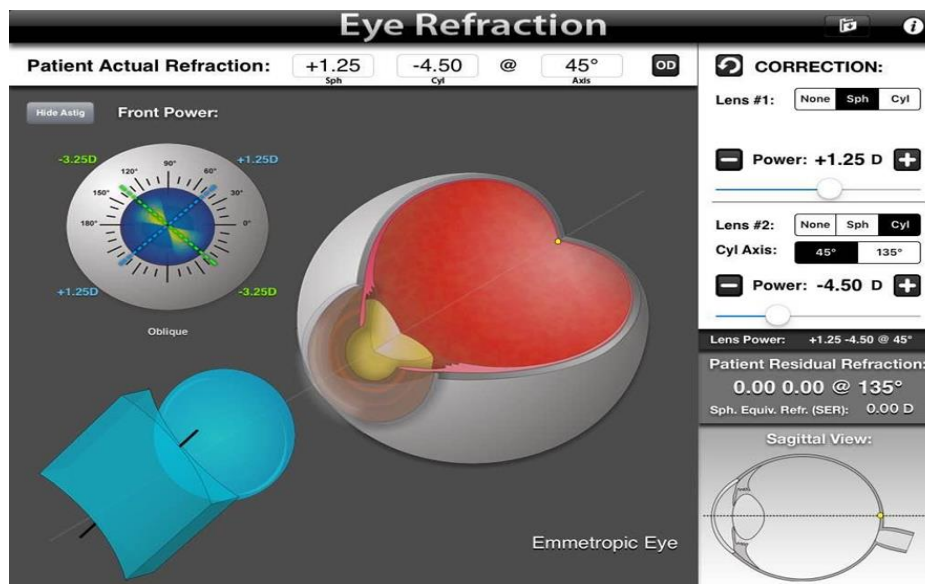 Eye Refraction
Patient Actual Refraction: +1.25 -4.50 @ 45° OD
Sph Cyl Axis
Hide Astig Front Power:
-3.25D +1.25D
90°
120° 60°
150° 30°
180° 0°
+1.25D -3.25D
Oblique
Emmetropic Eye
CORRECTION:
Lens #1: None Sph Cyl
Power: +1.25 D
Lens #2: None Sph Cyl
Cyl Axis: 45° 135°
Power: -4.50 D
Lens Power: +1.25 -4.50 @ 45°
Patient Residual Refraction:
0.00 0.00 @ 135°
Sph. Equiv. Refr. (SER): 0.00 D
Sagittal View: